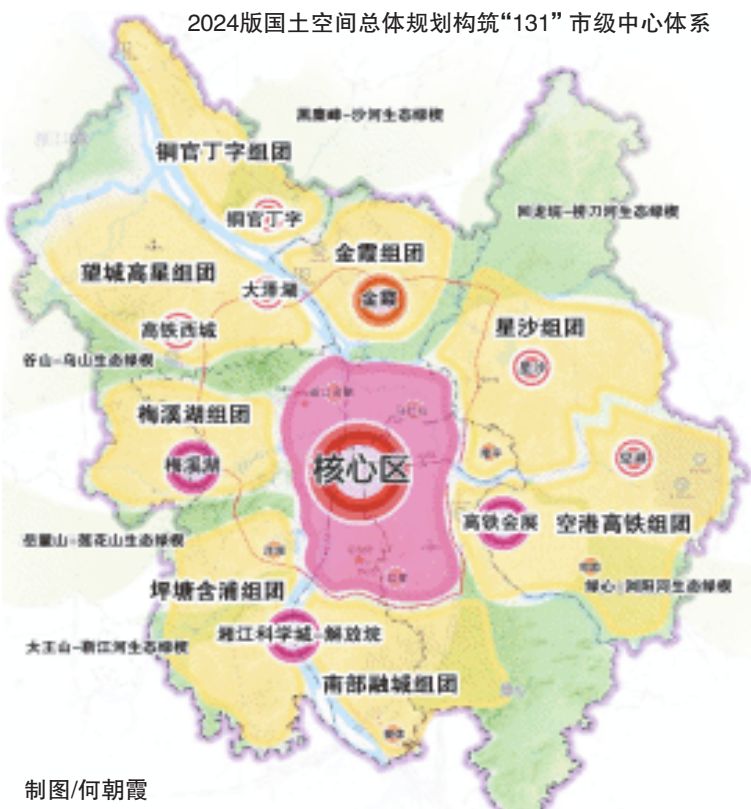 2024版国土空间总体规划构筑“131”市级中心体系
黑麋峰-沙河生态绿楔
铜官丁字组团
铜官丁字
回龙坑-捞刀河生态绿楔
金霞组团
金霞
望城高星组团
大泽湖
高铁西城
星沙组团
星沙
谷山-乌山生态绿楔
梅溪湖组团
梅溪湖
核心区
空港
高铁会展
空港高铁组团
岳麓山-莲花山生态绿楔
坪塘含浦组团
大王山-靳江河生态绿楔
湘江科学城-解放垸
南部融城组团
制图/何朝霞